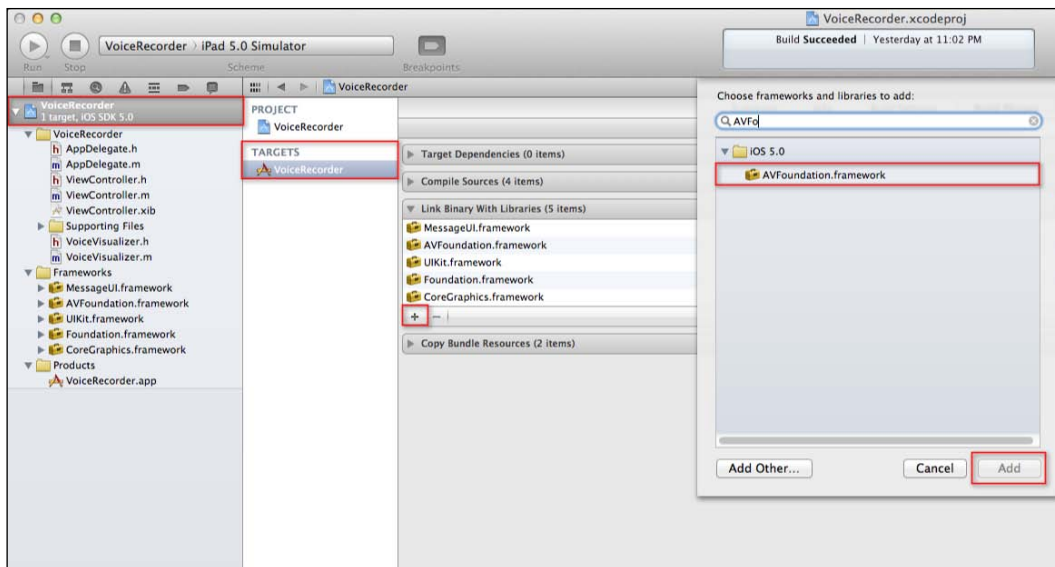 VoiceRecorder.xcodeproj
VoiceRecorder › iPad 5.0 Simulator
Build Succeeded | Yesterday at 11:02 PM
Run Stop Scheme Breakpoints
VoiceRecorder
VoiceRecorder
1 target, iOS SDK 5.0
VoiceRecorder
h AppDelegate.h
m AppDelegate.m
h ViewController.h
m ViewController.m
ViewController.xib
Supporting Files
h VoiceVisualizer.h
m VoiceVisualizer.m
Frameworks
MessageUI.framework
AVFoundation.framework
UIKit.framework
Foundation.framework
CoreGraphics.framework
Products
VoiceRecorder.app
PROJECT
VoiceRecorder
TARGETS
VoiceRecorder
Target Dependencies (0 items)
Compile Sources (4 items)
Link Binary With Libraries (5 items)
MessageUI.framework
AVFoundation.framework
UIKit.framework
Foundation.framework
CoreGraphics.framework
+ −
Copy Bundle Resources (2 items)
Choose frameworks and libraries to add:
AVFo
iOS 5.0
AVFoundation.framework
Add Other... Cancel Add